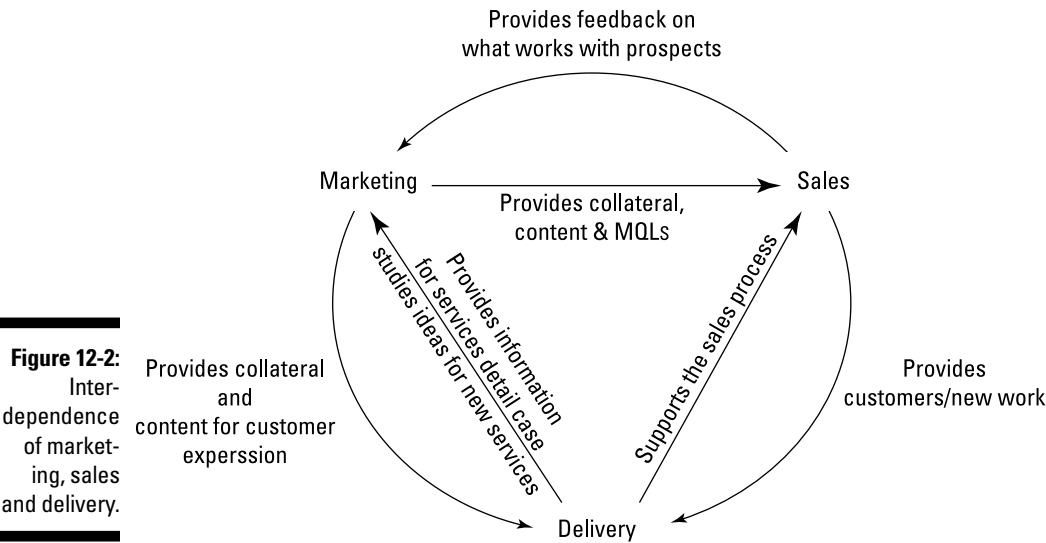 Provides feedback on
what works with prospects
Marketing
Sales
Provides collateral,
content & MQLs
Provides information
for services detail case
studies ideas for new services
Supports the sales process
Figure 12-2:
Inter-
dependence
of market-
ing, sales
and delivery.
Provides collateral
and
content for customer
experssion
Provides
customers/new work
Delivery